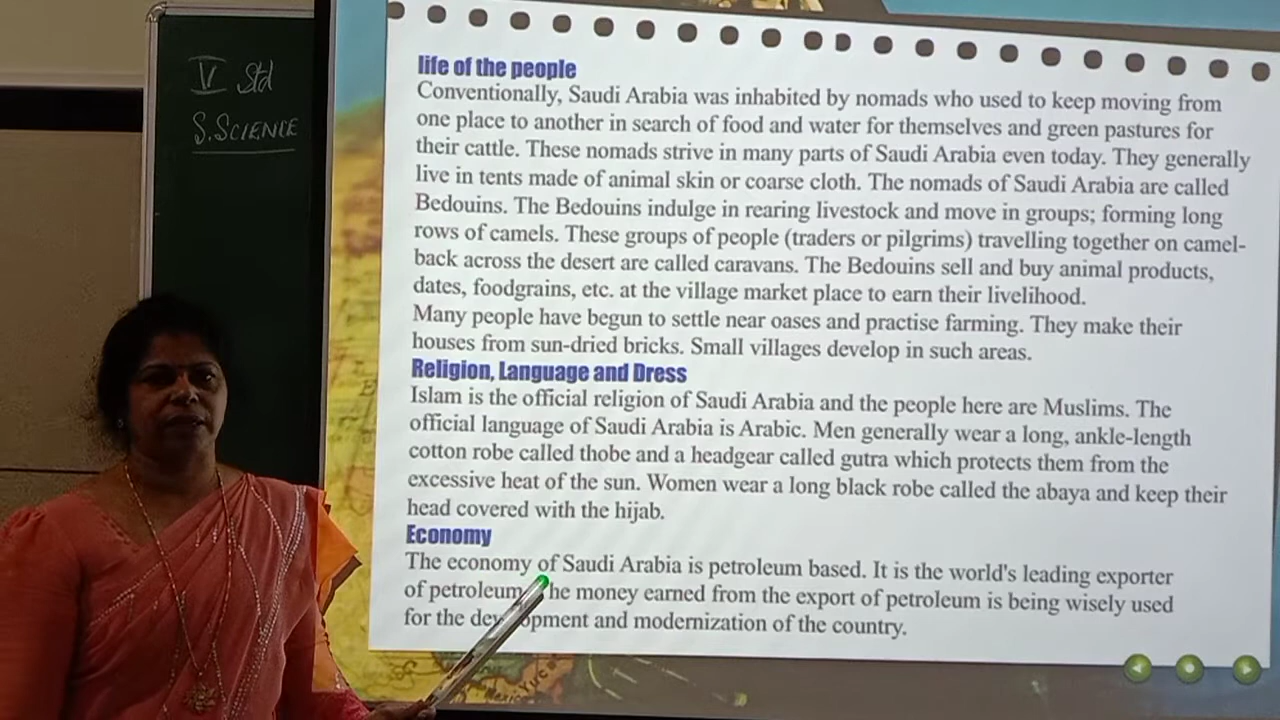 V Std
S. SCIENCE
life of the people
Conventionally, Saudi Arabia was inhabited by nomads who used to keep moving from
one place to another in search of food and water for themselves and green pastures for
their cattle. These nomads strive in many parts of Saudi Arabia even today. They generally
live in tents made of animal skin or coarse cloth. The nomads of Saudi Arabia are called
Bedouins. The Bedouins indulge in rearing livestock and move in groups; forming long
rows of camels. These groups of people (traders or pilgrims) travelling together on camel-
back across the desert are called caravans. The Bedouins sell and buy animal products,
dates, foodgrains, etc. at the village market place to earn their livelihood.
Many people have begun to settle near oases and practise farming. They make their
houses from sun-dried bricks. Small villages develop in such areas.
Religion, Language and Dress
Islam is the official religion of Saudi Arabia and the people here are Muslims. The
official language of Saudi Arabia is Arabic. Men generally wear a long, ankle-length
cotton robe called thobe and a headgear called gutra which protects them from the
excessive heat of the sun. Women wear a long black robe called the abaya and keep their
head covered with the hijab.
Economy
The economy of Saudi Arabia is petroleum based. It is the world's leading exporter
of petroleum he money earned from the export of petroleum is being wisely used
for the de opment and modernization of the country.